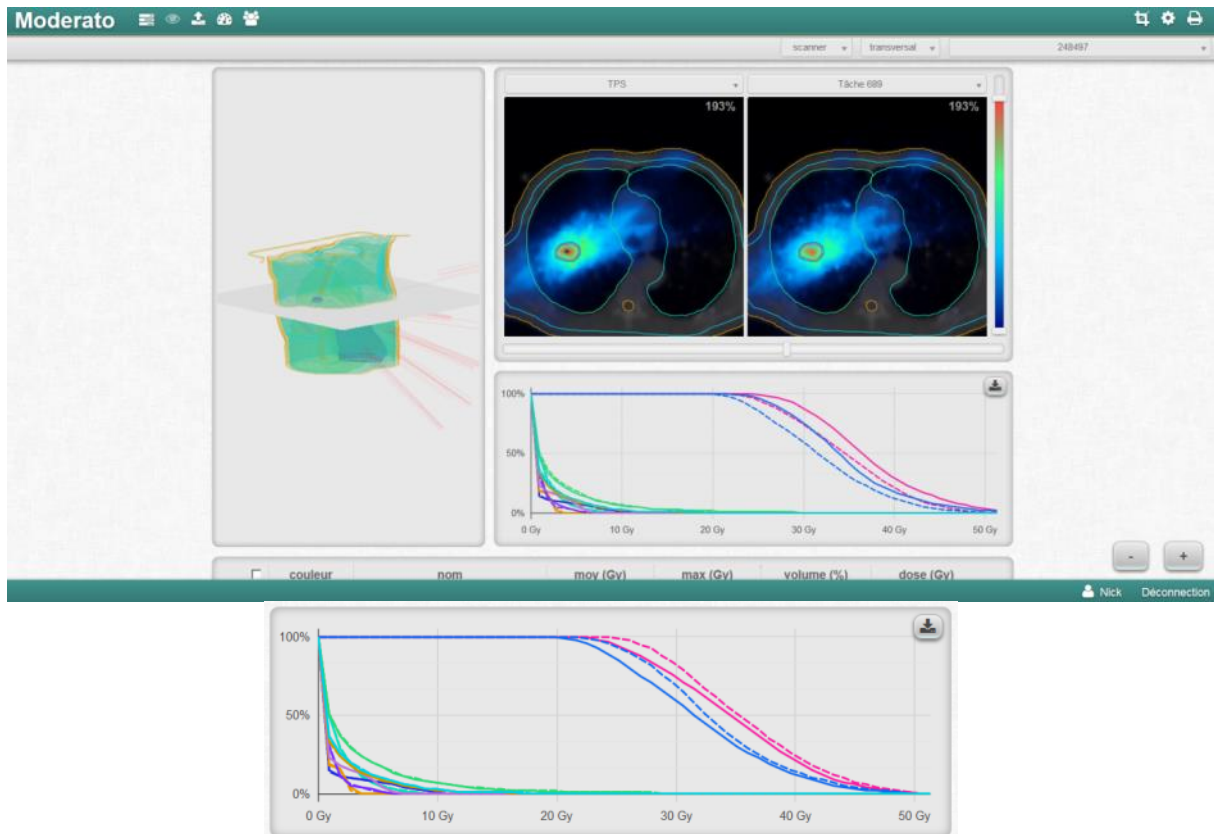 Moderato
scanner transversal 248497
TPS Tâche 689
193% 193%
100%
50%
0%
0 Gy 10 Gy 20 Gy 30 Gy 40 Gy 50 Gy
couleur nom moy (Gy) max (Gy) volume (%) dose (Gy)
- +
Nick Déconnection
100%
50%
0%
0 Gy 10 Gy 20 Gy 30 Gy 40 Gy 50 Gy